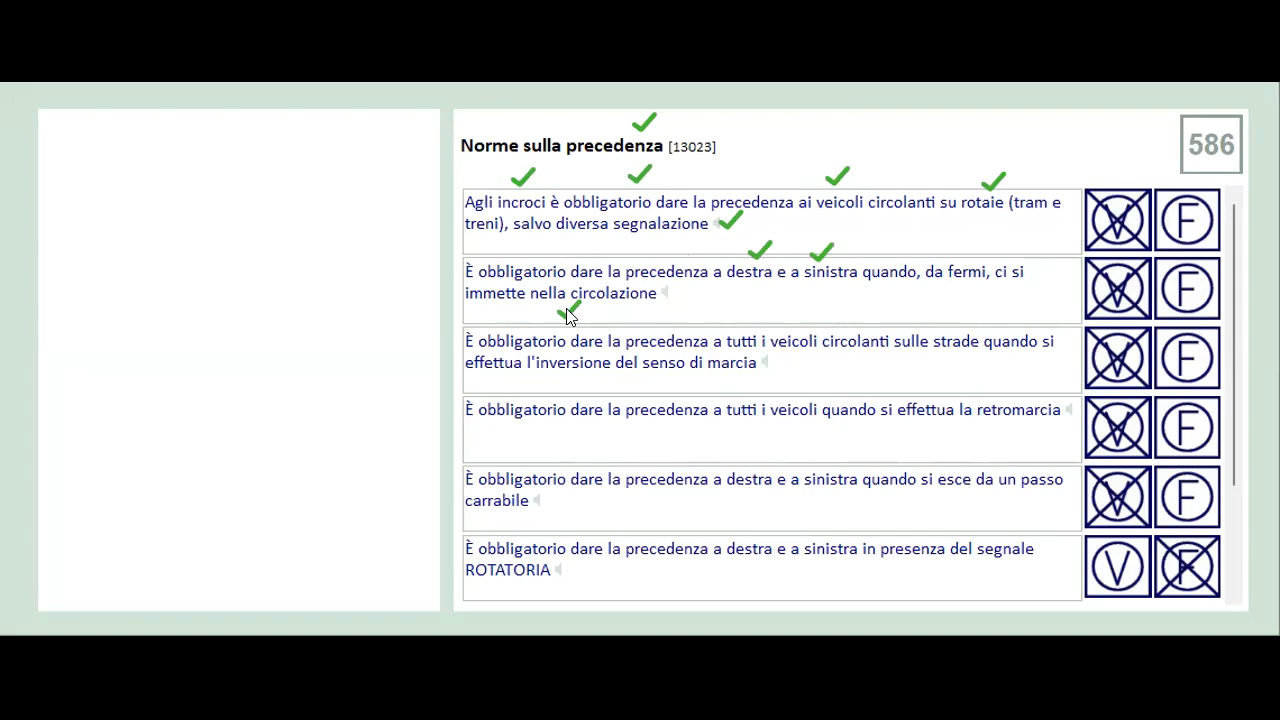 Norme sulla precedenza [13023]
586
Agli incroci è obbligatorio dare la precedenza ai veicoli circolanti su rotaie (tram e
treni), salvo diversa segnalazione
V F
È obbligatorio dare la precedenza a destra e a sinistra quando, da fermi, ci si
immette nella circolazione
V F
È obbligatorio dare la precedenza a tutti i veicoli circolanti sulle strade quando si
effettua l'inversione del senso di marcia
V F
È obbligatorio dare la precedenza a tutti i veicoli quando si effettua la retromarcia
V F
È obbligatorio dare la precedenza a destra e a sinistra quando si esce da un passo
carrabile
V F
È obbligatorio dare la precedenza a destra e a sinistra in presenza del segnale
ROTATORIA
V F